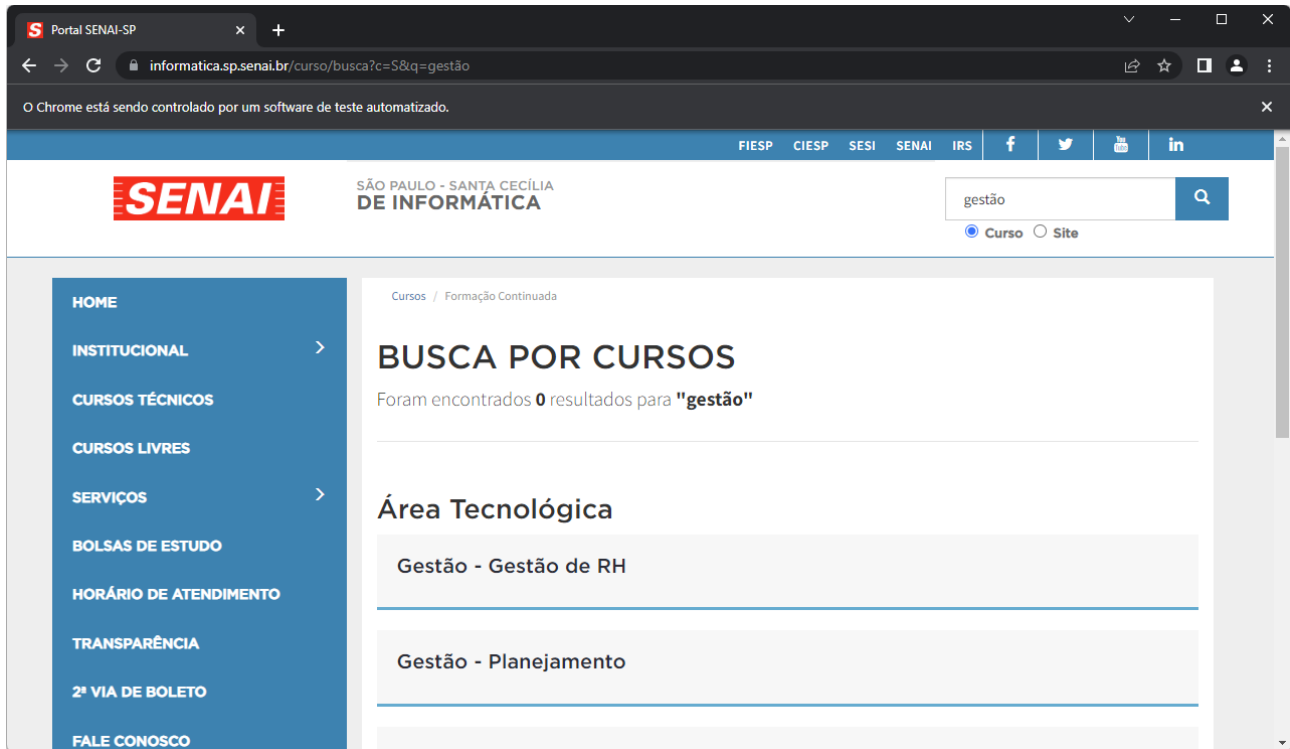 Portal SENAI-SP
informatica.sp.senai.br/curso/busca?c=S&q=gestão
O Chrome está sendo controlado por um software de teste automatizado.
FIESP CIESP SESI SENAI IRS f You Tube in
SENAI
SÃO PAULO - SANTA CECÍLIA
DE INFORMÁTICA
gestão
Curso Site
HOME
INSTITUCIONAL
CURSOS TÉCNICOS
CURSOS LIVRES
SERVIÇOS
BOLSAS DE ESTUDO
HORÁRIO DE ATENDIMENTO
TRANSPARÊNCIA
2ª VIA DE BOLETO
FALE CONOSCO
Cursos / Formação Continuada
BUSCA POR CURSOS
Foram encontrados 0 resultados para "gestão"
Área Tecnológica
Gestão - Gestão de RH
Gestão - Planejamento